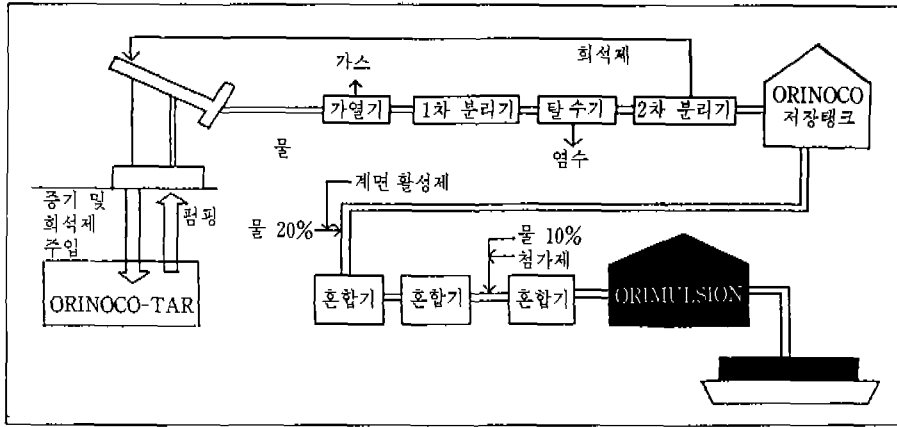 가스
희석제
가열기
1차 분리기
탈수기
2차 분리기
ORINOCO
저장탱크
물
염수
증기 및
희석제
주입
펌핑
계면 활성제
물 20%
물 10%
첨가제
ORINOCO-TAR
혼합기
혼합기
혼합기
ORIMULSION